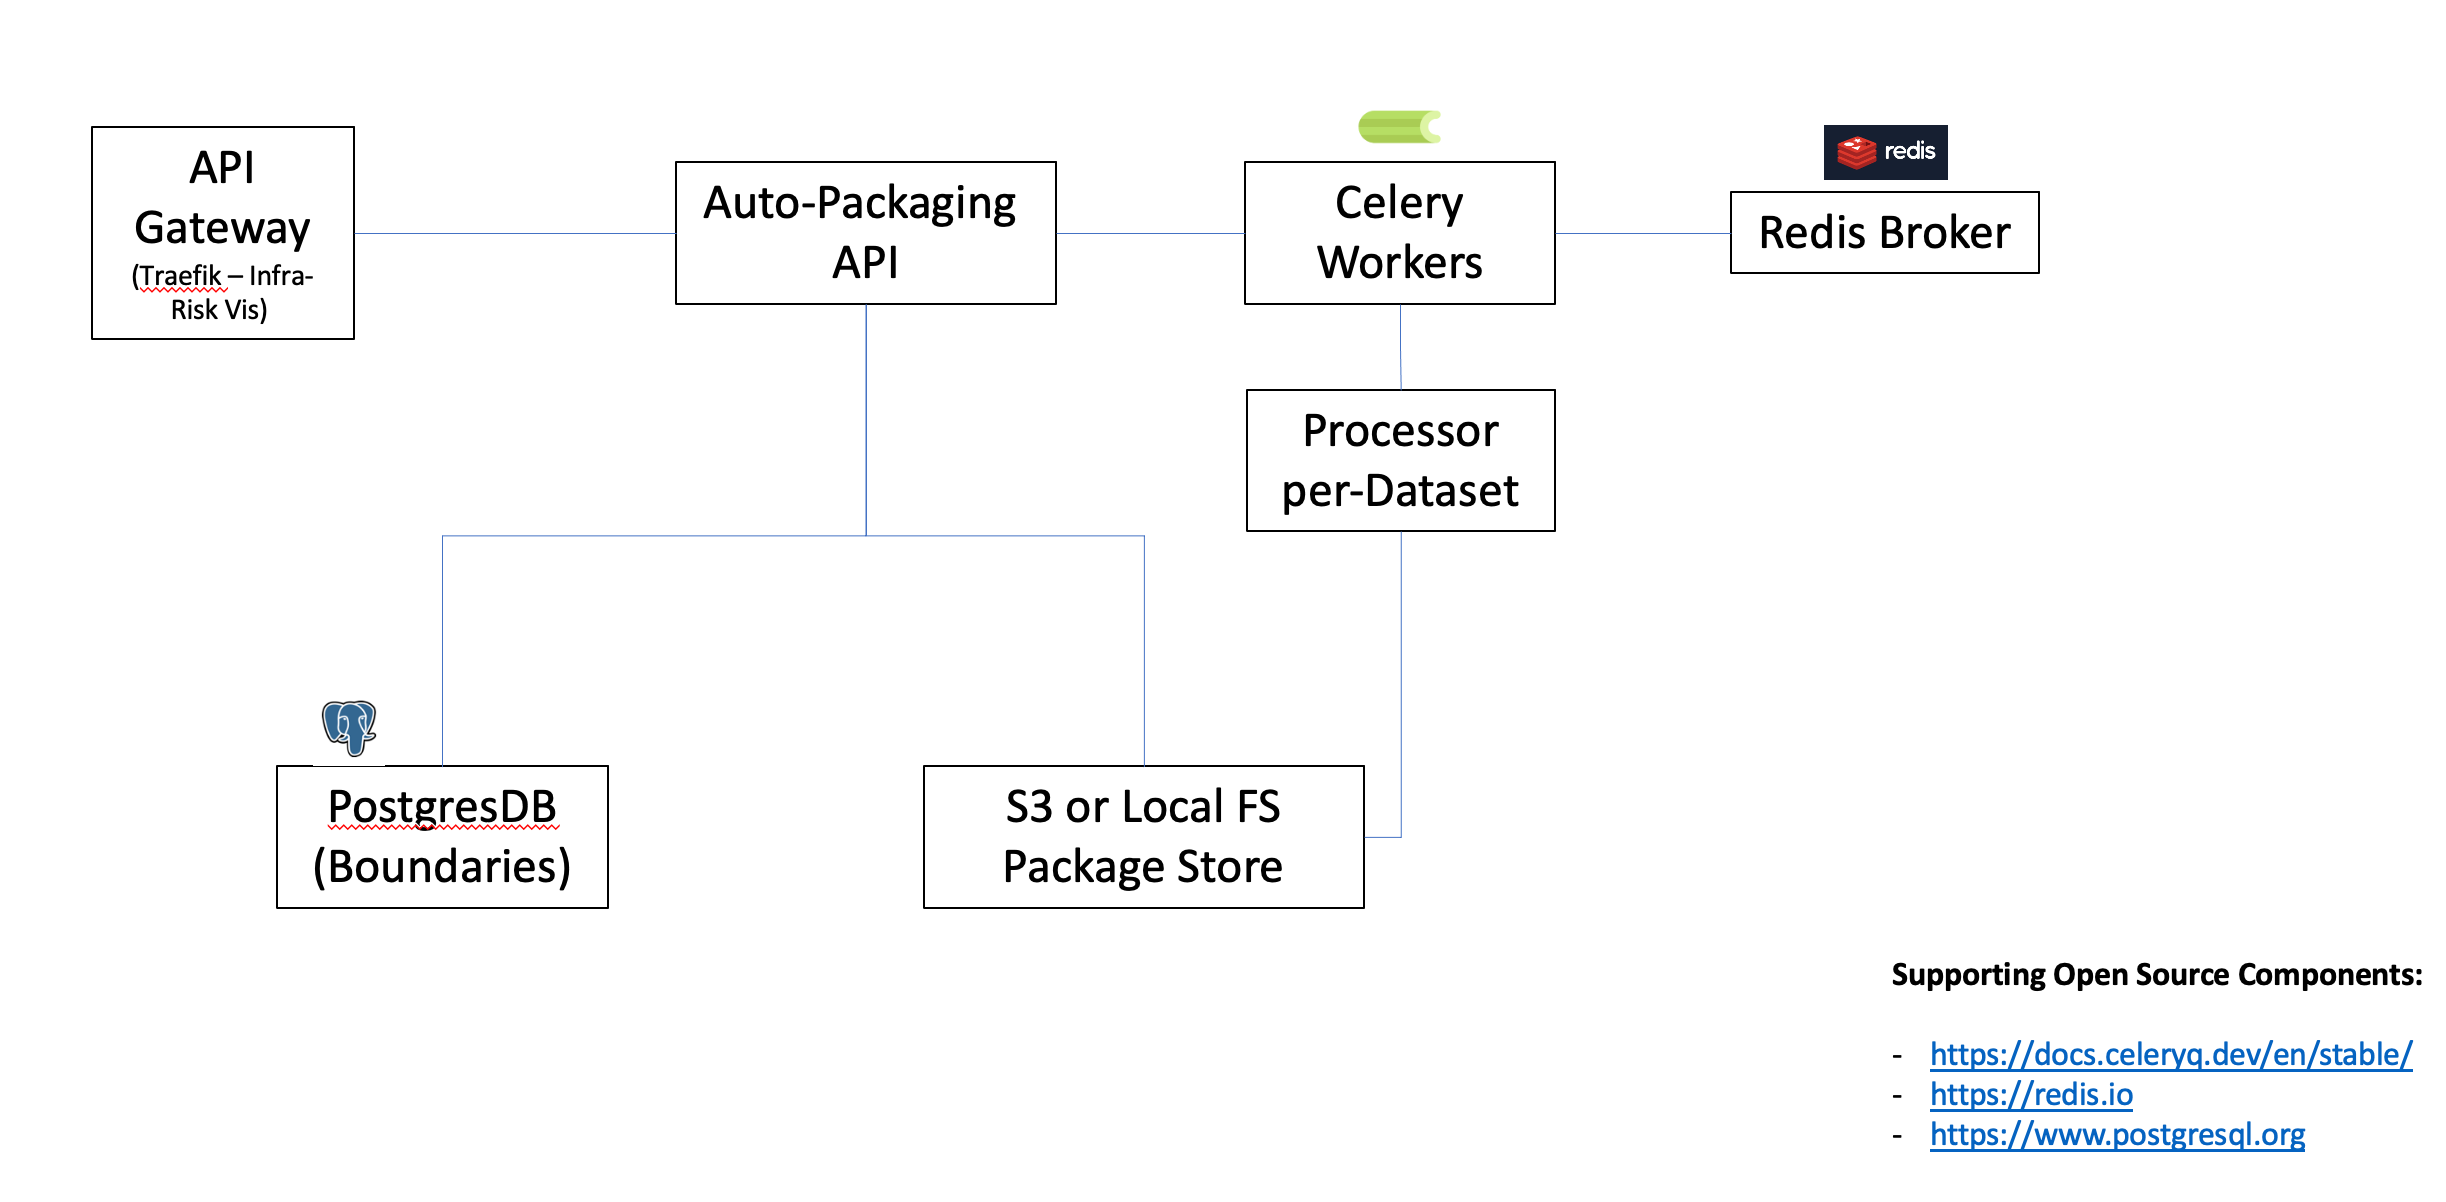 API
Gateway
(Traefik – Infra-
Risk Vis)
Auto-Packaging
API
Celery
Workers
redis
Redis Broker
Processor
per-Dataset
PostgresDB
(Boundaries)
S3 or Local FS
Package Store
Supporting Open Source Components:
- https://docs.celeryq.dev/en/stable/
- https://redis.io
- https://www.postgresql.org